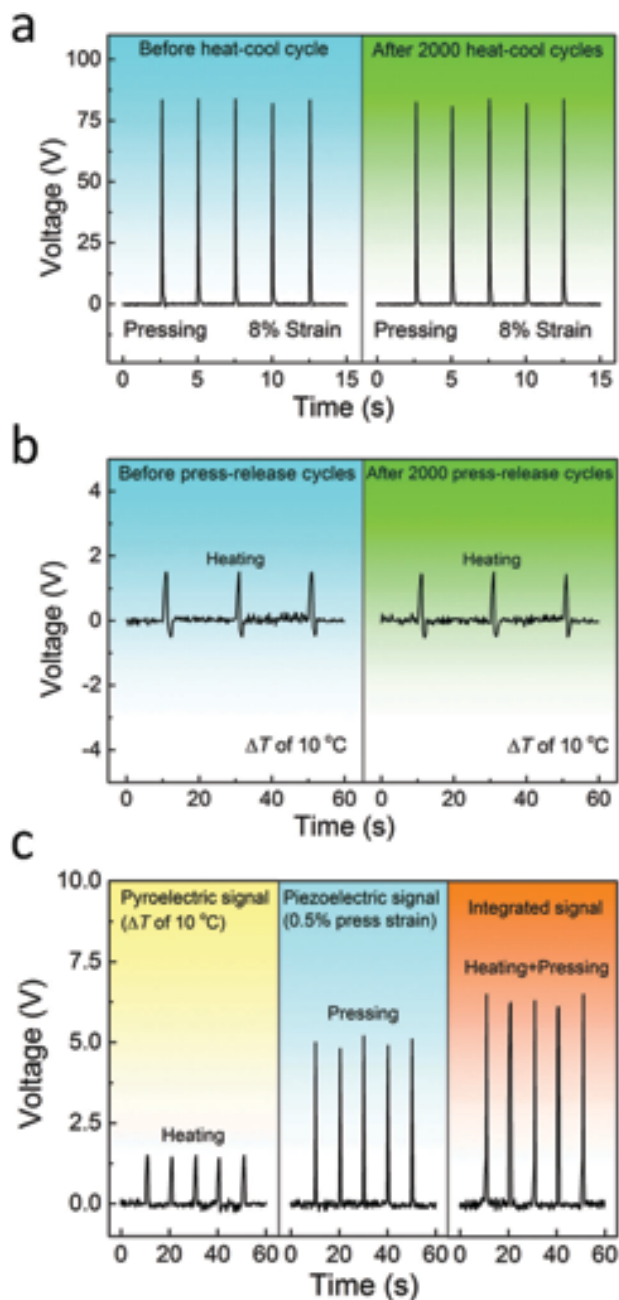 a
Before heat-cool cycle
After 2000 heat-cool cycles
Voltage (V)
100
75
50
25
0
Pressing 8% Strain
Pressing 8% Strain
0 5 10 15
0 5 10 15
Time (s)
b
Before press-release cycles
After 2000 press-release cycles
Voltage (V)
4
2
0
-2
-4
Heating
Heating
ΔT of 10 °C
ΔT of 10 °C
0 20 40 60
0 20 40 60
Time (s)
c
Voltage (V)
10.0
7.5
5.0
2.5
0.0
Pyroelectric signal
(ΔT of 10 °C)
Heating
Piezoelectric signal
(0.5% press strain)
Pressing
Integrated signal
Heating+Pressing
0 20 40 60
0 20 40 60
0 20 40 60
Time (s)